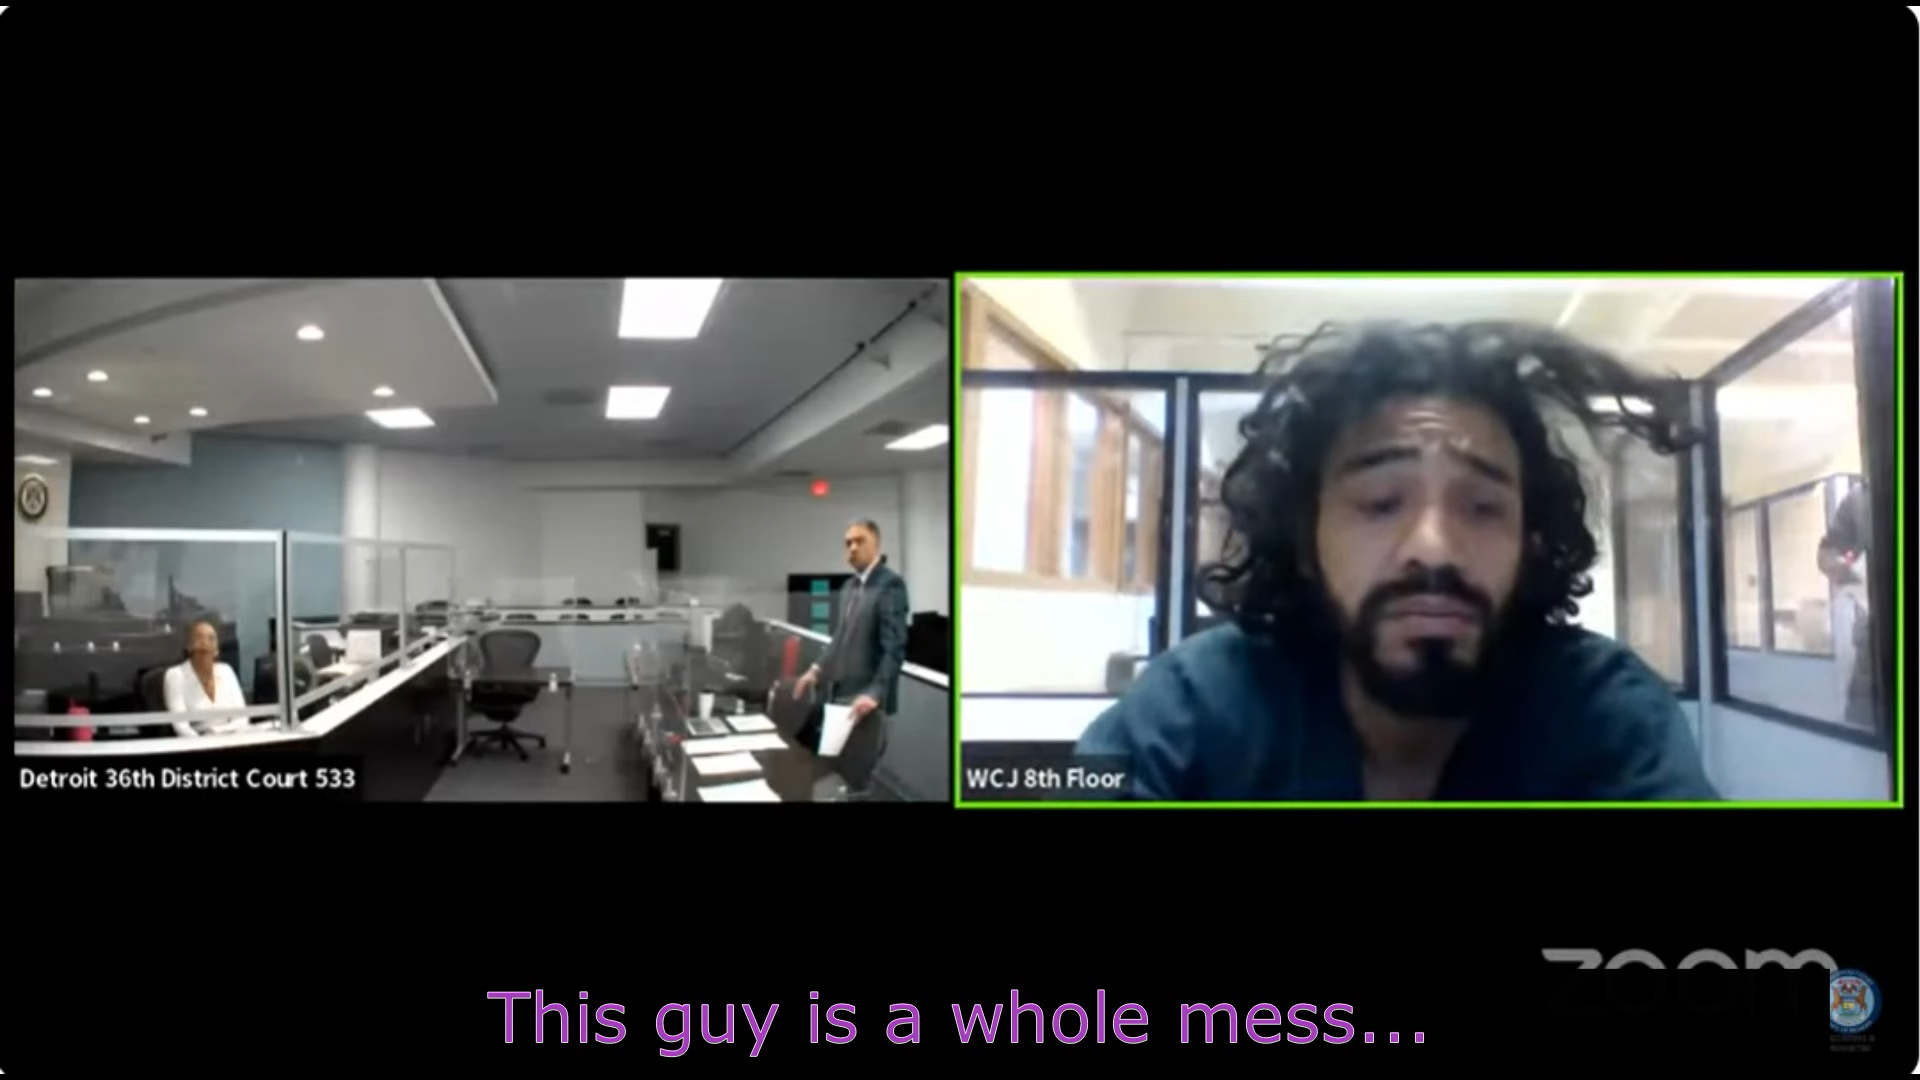 Detroit 36th District Court 533
WCJ 8th Floor
zoom
This guy is a whole mess...